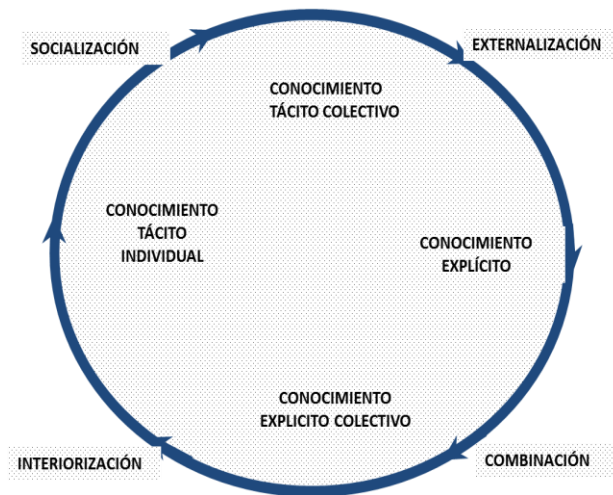 SOCIALIZACIÓN
EXTERNALIZACIÓN
CONOCIMIENTO
TÁCITO COLECTIVO
CONOCIMIENTO
TÁCITO
INDIVIDUAL
CONOCIMIENTO
EXPLÍCITO
CONOCIMIENTO
EXPLICITO COLECTIVO
INTERIORIZACIÓN
COMBINACIÓN